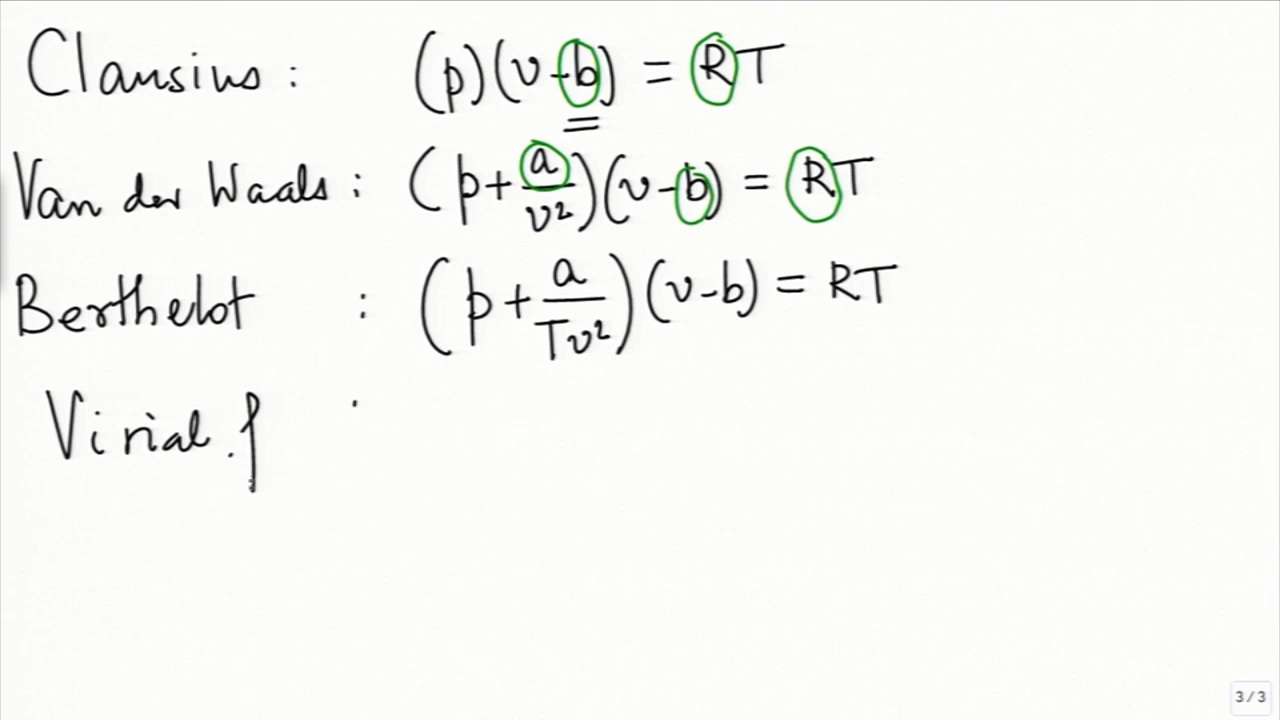 Clausius : (p)(v-b) = RT
Van der Waals : (p+a/v²)(v-b) = RT
Berthelot : (p+a/Tv²)(v-b) = RT
Virial
3/3